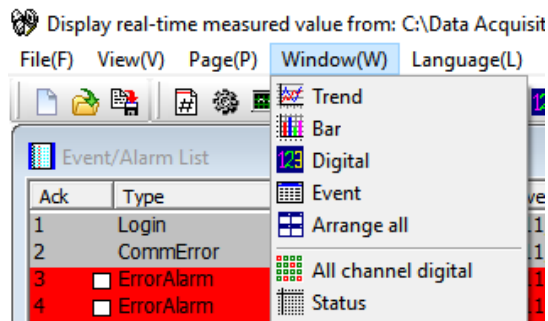 Display real-time measured value from: C:\Data Acquisit
File(F) View(V) Page(P) Window(W) Language(L)
Trend
Bar
Digital
Event
Arrange all
All channel digital
Status
Event/Alarm List
Ack Type
1 Login
2 CommError
3 ErrorAlarm
4 ErrorAlarm